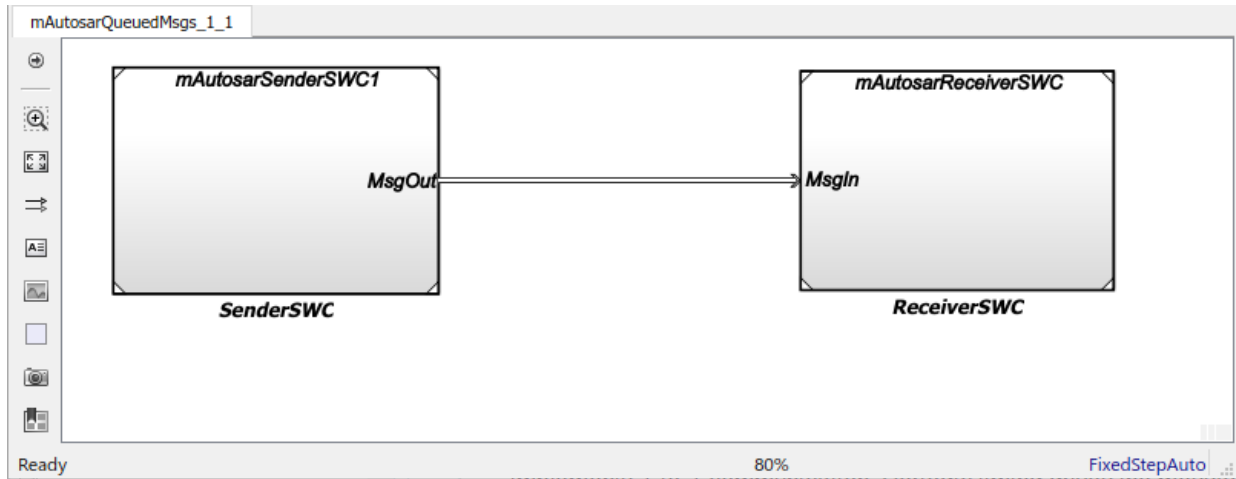 mAutosarQueuedMsgs_1_1
mAutosarSenderSWC1
mAutosarReceiverSWC
MsgOut
MsgIn
SenderSWC
ReceiverSWC
Ready
80%
FixedStepAuto